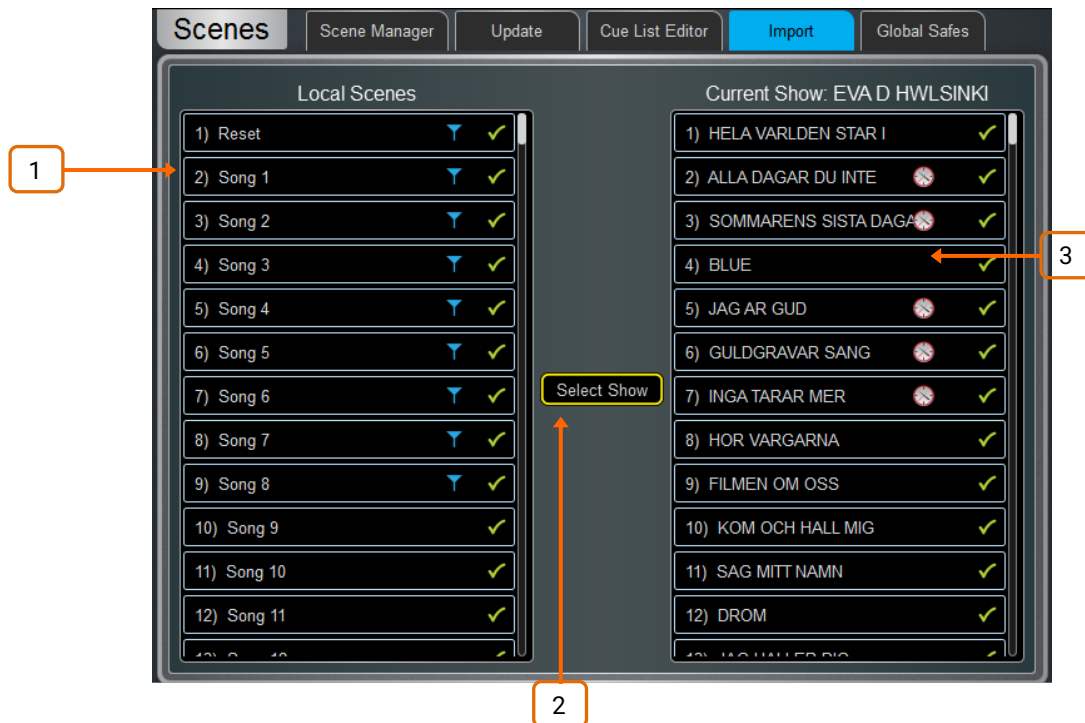 Scenes
Scene Manager
Update
Cue List Editor
Import
Global Safes
Local Scenes
1) Reset
2) Song 1
3) Song 2
4) Song 3
5) Song 4
6) Song 5
7) Song 6
8) Song 7
9) Song 8
10) Song 9
11) Song 10
12) Song 11
Select Show
Current Show: EVA D HWLSINKI
1) HELA VARLDEN STAR I
2) ALLA DAGAR DU INTE
3) SOMMARENS SISTA DAGA
4) BLUE
5) JAG AR GUD
6) GULDGRAVAR SANG
7) INGA TARAR MER
8) HOR VARGARNA
9) FILMEN OM OSS
10) KOM OCH HALL MIG
11) SAG MITT NAMN
12) DROM
1
2
3